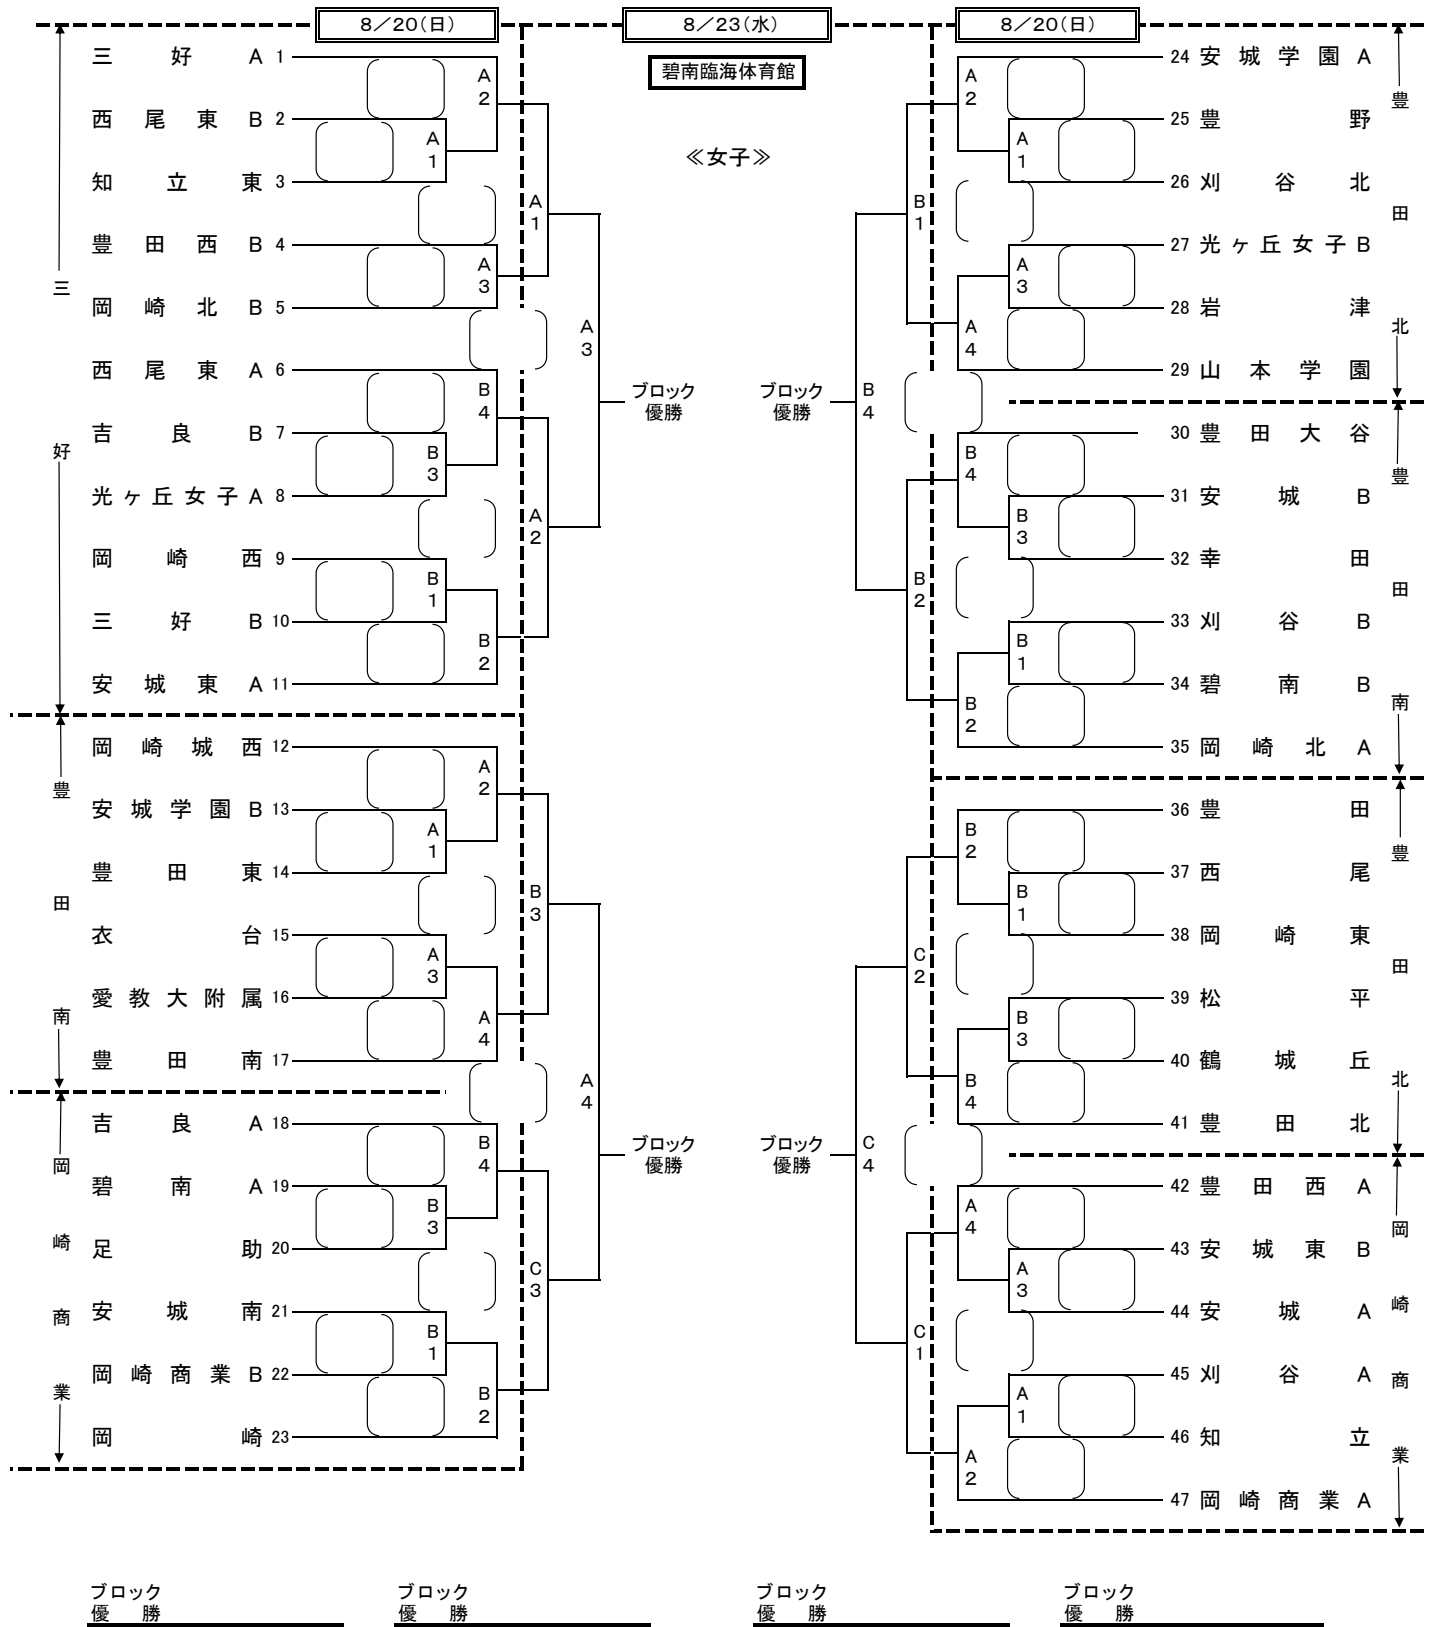 8／20（日）
8／23（水）
8／20（日）
碧南臨海体育館
≪女子≫
三好
三好A 1
西尾東B 2
知立東 3
豊田西B 4
岡崎北B 5
西尾東A 6
吉良B 7
光ヶ丘女子A 8
岡崎西 9
三好B 10
安城東A 11
A2
A1
A3
B4
B3
B1
B2
A1
A2
A3
ブロック
優勝
豊田南
岡崎城西 12
安城学園B 13
豊田東 14
衣台 15
愛教大附属 16
豊田南 17
A2
A1
A3
A4
B3
岡崎商業
吉良A 18
碧南A 19
足助 20
安城南 21
岡崎商業B 22
岡崎 23
B4
B3
B1
B2
C3
A4
ブロック
優勝
豊田北
24 安城学園A
25 豊野
26 刈谷北
27 光ヶ丘女子B
28 岩津
29 山本学園
A2
A1
A3
A4
B1
豊田南
30 豊田大谷
31 安城B
32 幸田
33 刈谷B
34 碧南B
35 岡崎北A
B4
B3
B1
B2
B2
B4
ブロック
優勝
豊田北
36 豊田
37 西尾
38 岡崎東
39 松平
40 鶴城丘
41 豊田北
B2
B1
B3
B4
C2
岡崎商業
42 豊田西A
43 安城東B
44 安城A
45 刈谷A
46 知立
47 岡崎商業A
A4
A3
A1
A2
C1
C4
ブロック
優勝
ブロック
優勝
ブロック
優勝
ブロック
優勝
ブロック
優勝